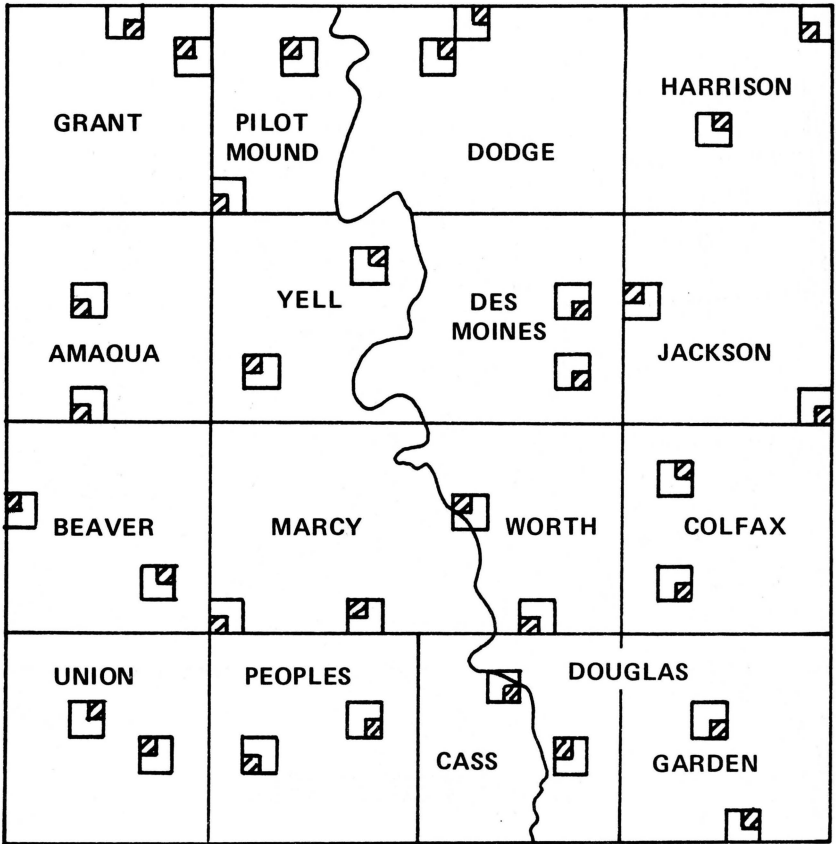 HARRISON
GRANT
PILOT
MOUND
DODGE
YELL
DES
MOINES
AMAQUA
JACKSON
BEAVER
MARCY
WORTH
COLFAX
UNION
PEOPLES
DOUGLAS
CASS
GARDEN